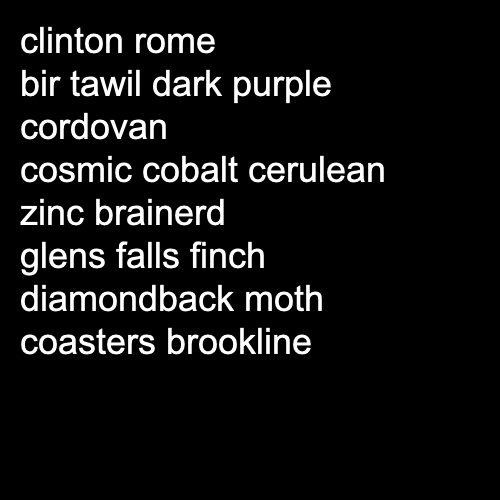 clinton rome
bir tawil dark purple
cordovan
cosmic cobalt cerulean
zinc brainerd
glens falls finch
diamondback moth
coasters brookline